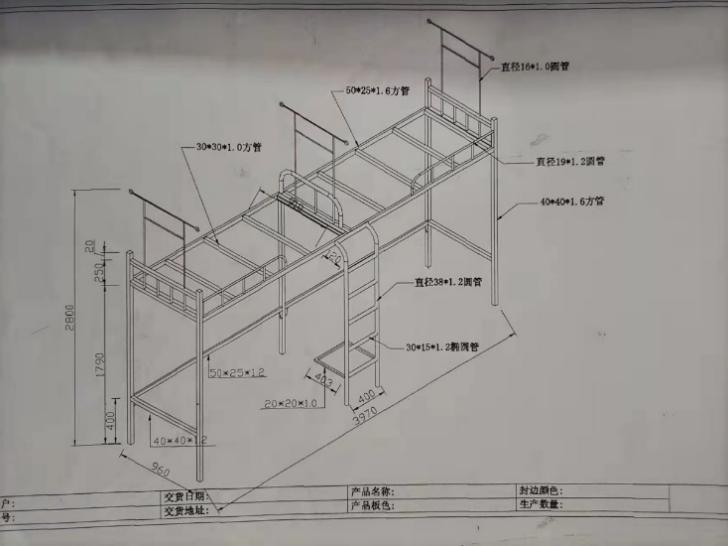 直径16*1.0圆管
50*25*1.6方管
30*30*1.0方管
直径19*1.2圆管
40*40*1.6方管
20
250
2800
1790
400
直径38*1.2圆管
30*15*1.2椭圆管
50*25*1.2
403
20*20*1.0
400
3970
40*40*1.2
960
户:
交货日期:
产品名称:
封边颜色:
号:
交货地址:
产品板色:
生产数量: